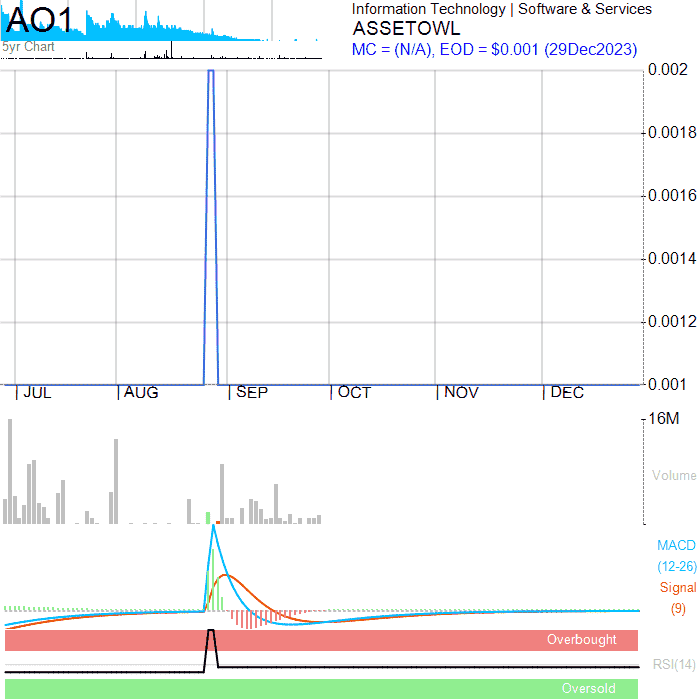 AO1
5yr Chart
Information Technology | Software & Services
ASSETOWL
MC = (N/A), EOD = $0.001 (29Dec2023)
0.002
0.0018
0.0016
0.0014
0.0012
0.001
JUL AUG SEP OCT NOV DEC
16M
Volume
MACD
(12-26)
Signal
(9)
Overbought
RSI(14)
Oversold